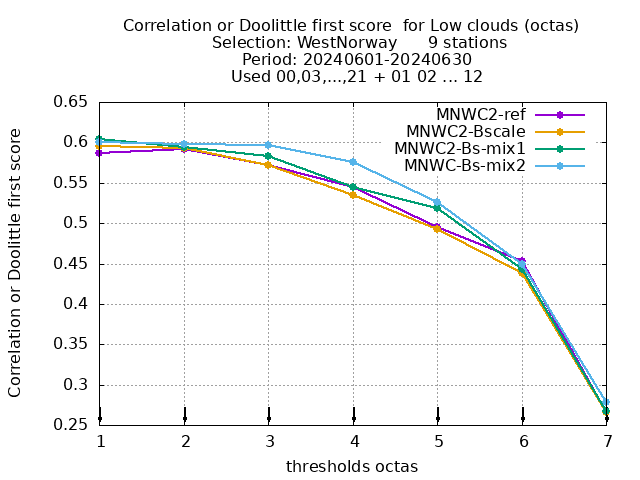 Correlation or Doolittle first score  for Low clouds (octas)
Selection: WestNorway      9 stations
Period: 20240601-20240630
Used 00,03,...,21 + 01 02 ... 12
MNWC2-ref
MNWC2-Bscale
MNWC2-Bs-mix1
MNWC-Bs-mix2
Correlation or Doolittle first score
0.65
0.6
0.55
0.5
0.45
0.4
0.35
0.3
0.25
1 2 3 4 5 6 7
thresholds octas